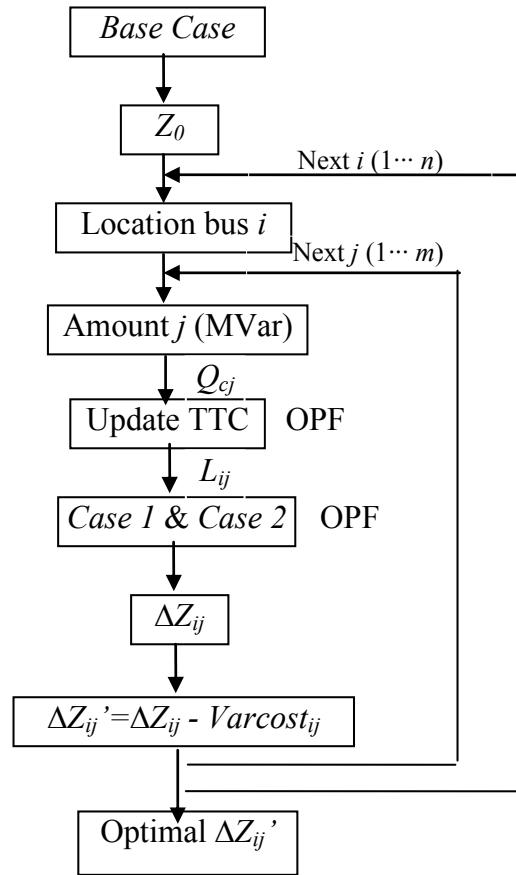 Base Case
Z0
Next i (1··· n)
Location bus i
Next j (1··· m)
Amount j (MVar)
Qcj
Update TTC OPF
Lij
Case 1 & Case 2 OPF
ΔZij
ΔZij’=ΔZij - Varcostij
Optimal ΔZij’